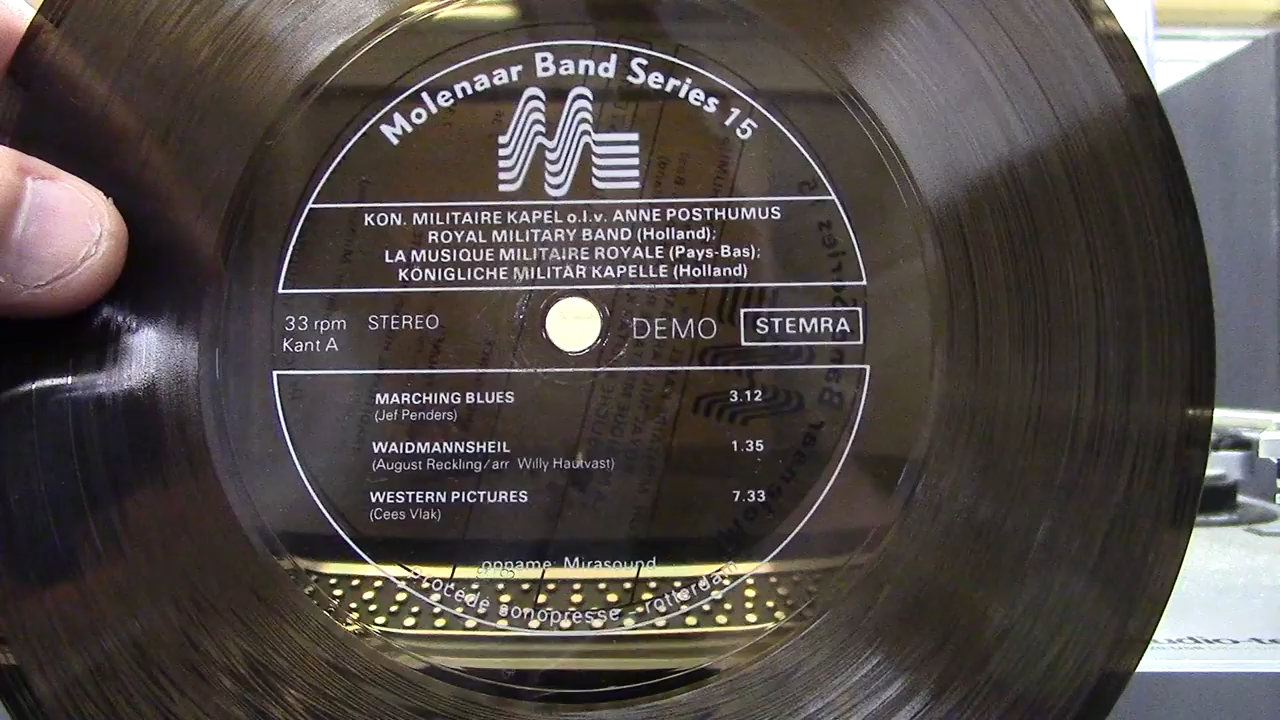 Molenaar Band Series 15
KON. MILITAIRE KAPEL o.l.v. ANNE POSTHUMUS
ROYAL MILITARY BAND (Holland);
LA MUSIQUE MILITAIRE ROYALE (Pays-Bas);
KÖNIGLICHE MILITÄR KAPELLE (Holland)
33 rpm STEREO DEMO STEMRA
Kant A
MARCHING BLUES 3.12
(Jef Penders)
WAIDMANNSHEIL 1.35
(August Reckling/arr Willy Hautvast)
WESTERN PICTURES 7.33
(Cees Vlak)
opname: Mirasound
procédé sonopresse - rotterdam